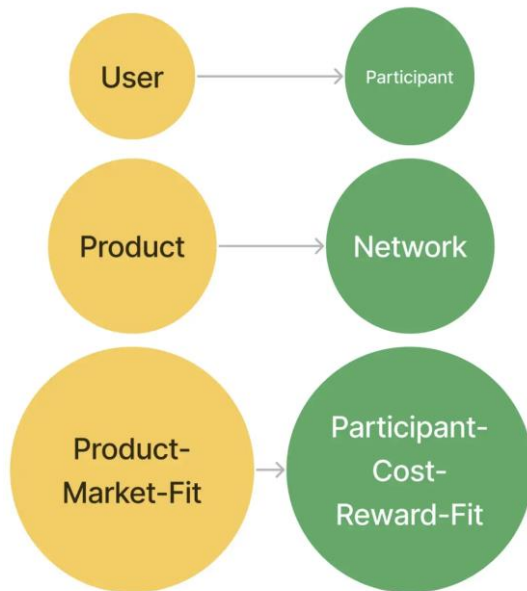 User
Participant
Product
Network
Product-
Market-Fit
Participant-
Cost-
Reward-Fit